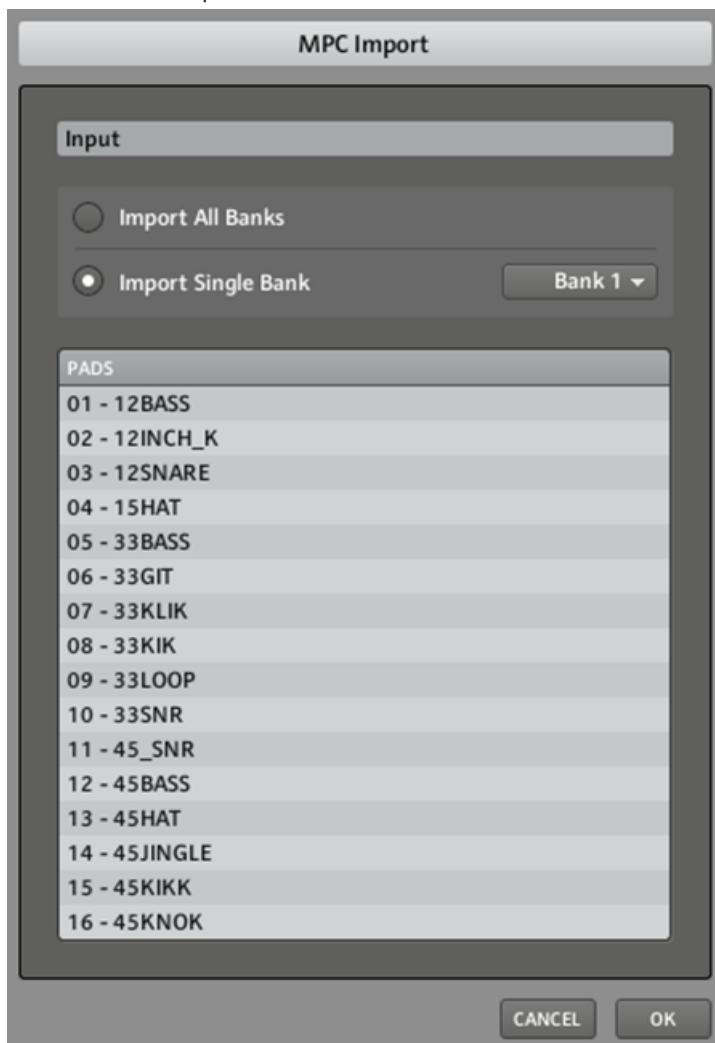 MPC Import
Input
Import All Banks
Import Single Bank Bank 1
PADS
01 - 12BASS
02 - 12INCH_K
03 - 12SNARE
04 - 15HAT
05 - 33BASS
06 - 33GIT
07 - 33KLIK
08 - 33KIK
09 - 33LOOP
10 - 33SNR
11 - 45_SNR
12 - 45BASS
13 - 45HAT
14 - 45JINGLE
15 - 45KIKK
16 - 45KNOK
CANCEL OK